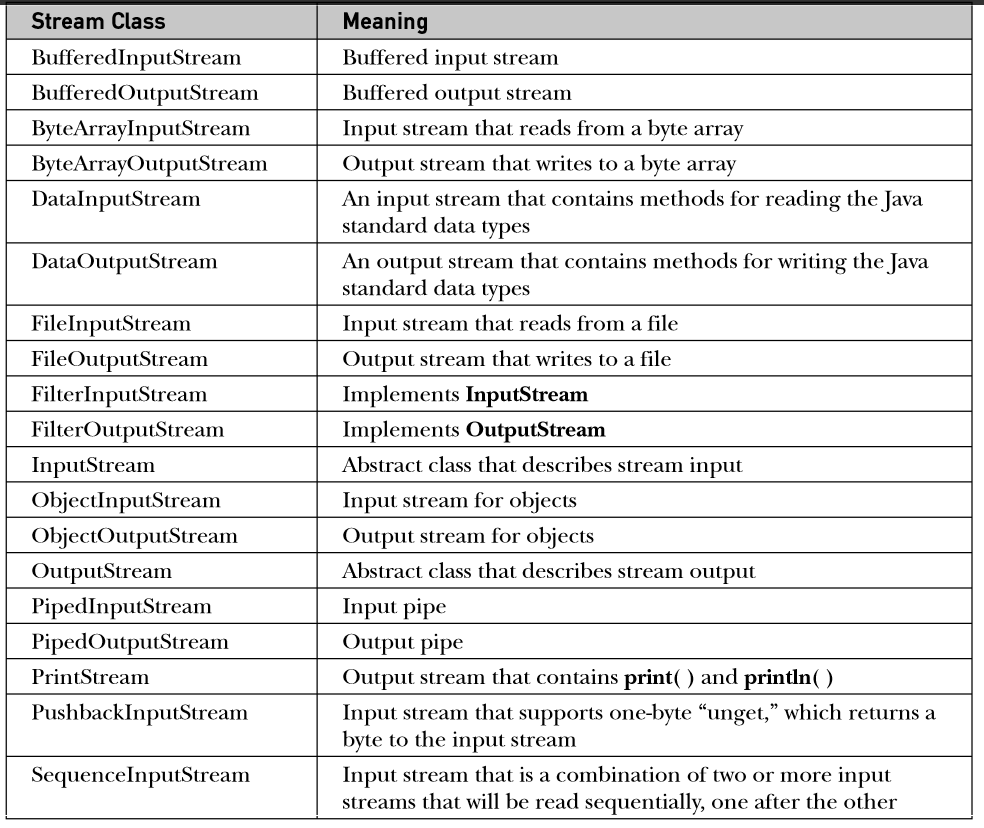 Stream Class Meaning
BufferedInputStream Buffered input stream
BufferedOutputStream Buffered output stream
ByteArrayInputStream Input stream that reads from a byte array
ByteArrayOutputStream Output stream that writes to a byte array
DataInputStream An input stream that contains methods for reading the Java
standard data types
DataOutputStream An output stream that contains methods for writing the Java
standard data types
FileInputStream Input stream that reads from a file
FileOutputStream Output stream that writes to a file
FilterInputStream Implements InputStream
FilterOutputStream Implements OutputStream
InputStream Abstract class that describes stream input
ObjectInputStream Input stream for objects
ObjectOutputStream Output stream for objects
OutputStream Abstract class that describes stream output
PipedInputStream Input pipe
PipedOutputStream Output pipe
PrintStream Output stream that contains print( ) and println( )
PushbackInputStream Input stream that supports one-byte “unget,” which returns a
byte to the input stream
SequenceInputStream Input stream that is a combination of two or more input
streams that will be read sequentially, one after the other